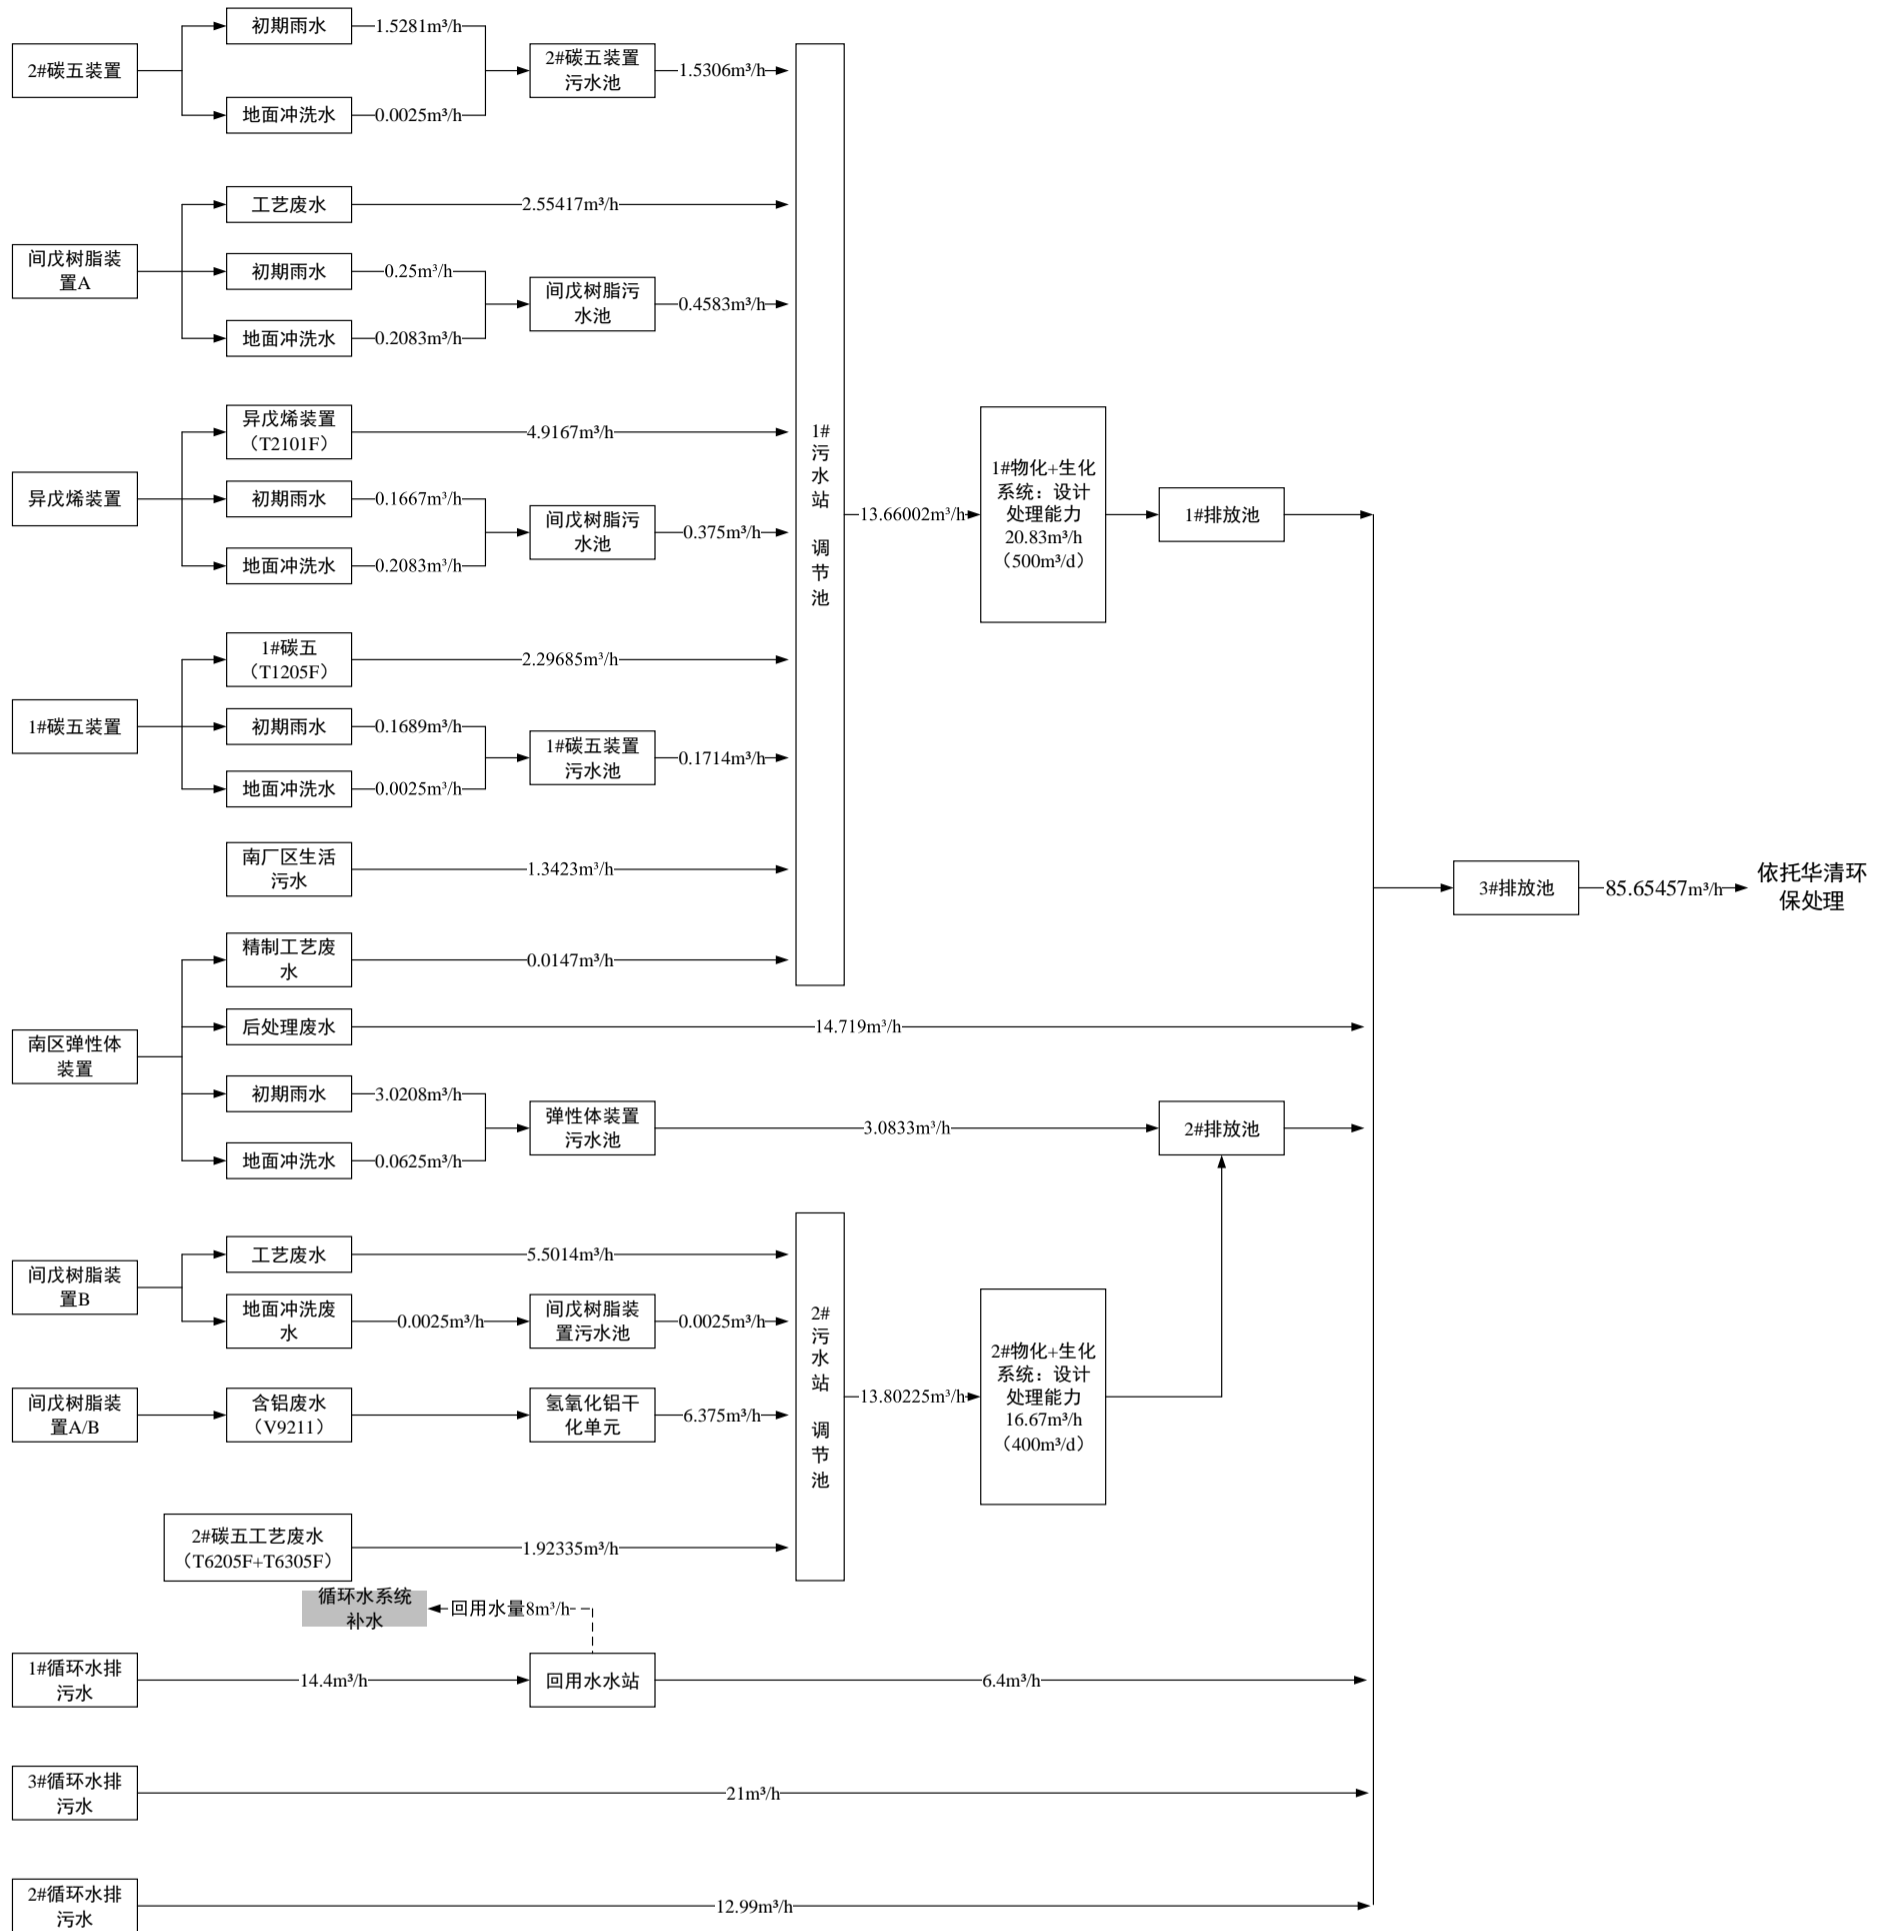 初期雨水
1.5281m³/h
2#碳五装置
2#碳五装置
污水池
1.5306m³/h
地面冲洗水
0.0025m³/h
工艺废水
2.55417m³/h
间戊树脂装
置A
初期雨水
0.25m³/h
间戊树脂污
水池
0.4583m³/h
地面冲洗水
0.2083m³/h
异戊烯装置
（T2101F）
4.9167m³/h
异戊烯装置
初期雨水
0.1667m³/h
间戊树脂污
水池
0.375m³/h
地面冲洗水
0.2083m³/h
1#碳五
（T1205F）
2.29685m³/h
1#碳五装置
初期雨水
0.1689m³/h
1#碳五装置
污水池
0.1714m³/h
地面冲洗水
0.0025m³/h
南厂区生活
污水
1.3423m³/h
精制工艺废
水
0.0147m³/h
1#
污
水
站
调
节
池
13.66002m³/h
1#物化+生化
系统：设计
处理能力
20.83m³/h
（500m³/d）
1#排放池
3#排放池
85.65457m³/h
依托华清环
保处理
后处理废水
14.719m³/h
南区弹性体
装置
初期雨水
3.0208m³/h
弹性体装置
污水池
3.0833m³/h
2#排放池
地面冲洗水
0.0625m³/h
工艺废水
5.5014m³/h
间戊树脂装
置B
地面冲洗废
水
0.0025m³/h
间戊树脂装
置污水池
0.0025m³/h
间戊树脂装
置A/B
含铝废水
（V9211）
氢氧化铝干
化单元
6.375m³/h
2#碳五工艺废水
（T6205F+T6305F）
1.92335m³/h
2#
污
水
站
调
节
池
13.80225m³/h
2#物化+生化
系统：设计
处理能力
16.67m³/h
（400m³/d）
循环水系统
补水
回用水量8m³/h
1#循环水排
污水
14.4m³/h
回用水水站
6.4m³/h
3#循环水排
污水
21m³/h
2#循环水排
污水
12.99m³/h